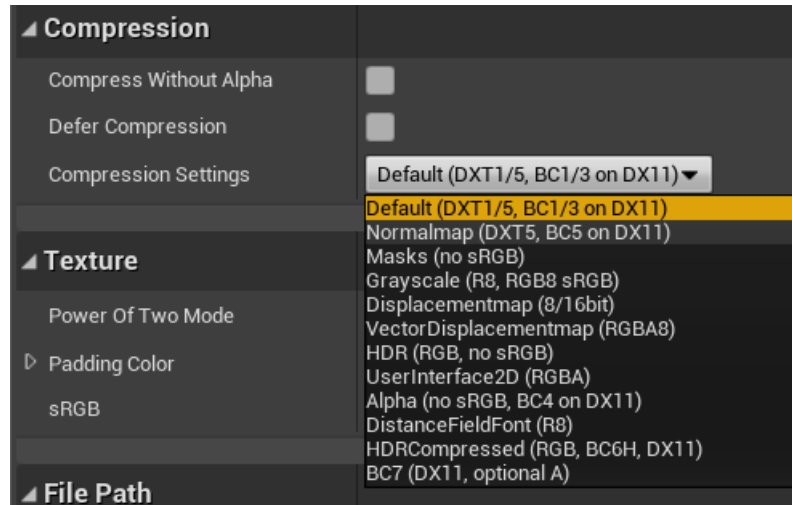 Compression
Compress Without Alpha
Defer Compression
Compression Settings
Default (DXT1/5, BC1/3 on DX11)
Default (DXT1/5, BC1/3 on DX11)
Normalmap (DXT5, BC5 on DX11)
Masks (no sRGB)
Grayscale (R8, RGB8 sRGB)
Displacementmap (8/16bit)
VectorDisplacementmap (RGBA8)
HDR (RGB, no sRGB)
UserInterface2D (RGBA)
Alpha (no sRGB, BC4 on DX11)
DistanceFieldFont (R8)
HDRCompressed (RGB, BC6H, DX11)
BC7 (DX11, optional A)
Texture
Power Of Two Mode
Padding Color
sRGB
File Path